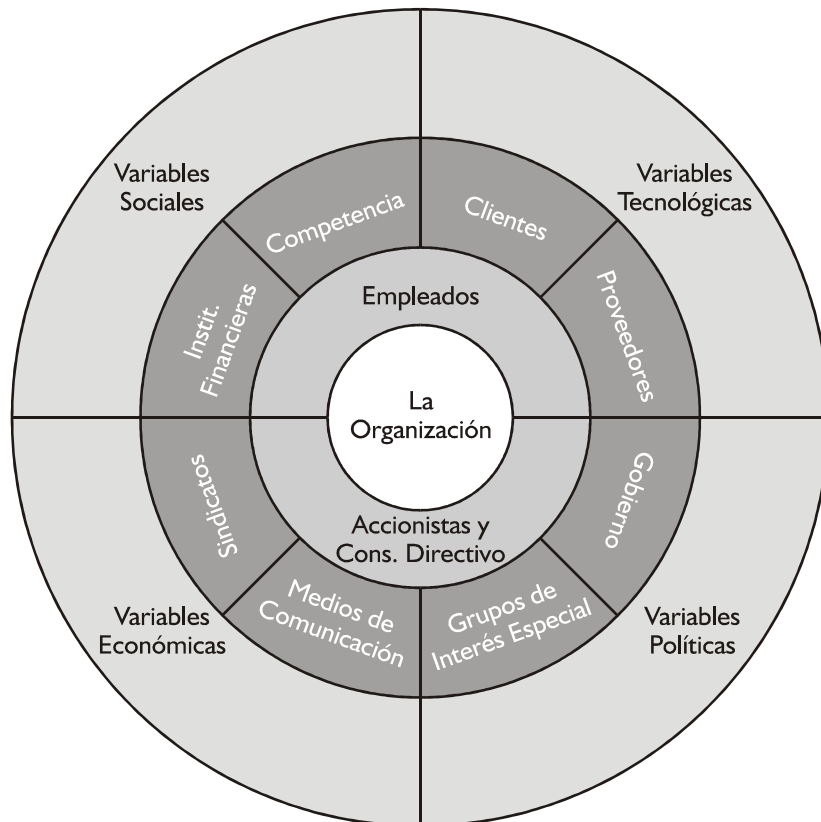 Variables
Sociales
Variables
Tecnológicas
Competencia
Clientes
Instit.
Financieras
Proveedores
Empleados
La
Organización
Accionistas y
Cons. Directivo
Sindicatos
Gobierno
Medios de
Comunicación
Grupos de
Interés Especial
Variables
Económicas
Variables
Políticas